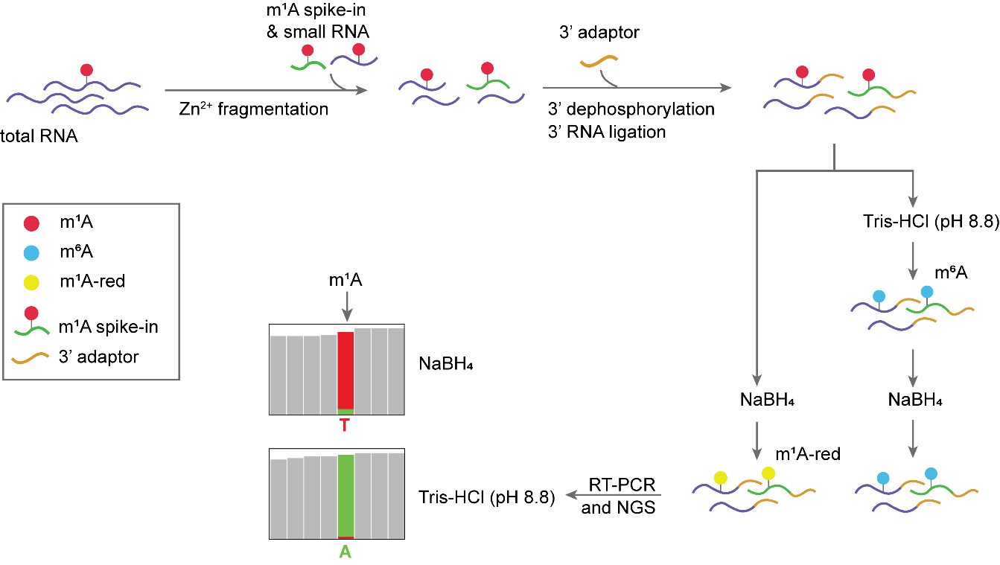 m¹A spike-in
& small RNA
3’ adaptor
Zn²⁺ fragmentation
3’ dephosphorylation
3’ RNA ligation
total RNA
m¹A
m⁶A
m¹A-red
m¹A spike-in
3’ adaptor
Tris-HCl (pH 8.8)
m⁶A
m¹A
NaBH₄
T
NaBH₄
NaBH₄
m¹A-red
RT-PCR
and NGS
Tris-HCl (pH 8.8)
A